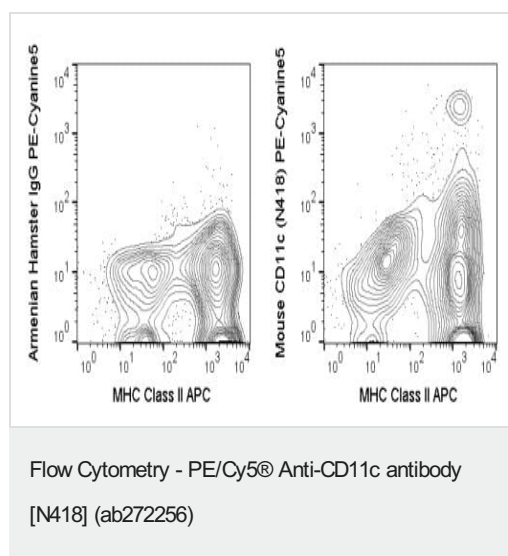 Armenian Hamster IgG PE-Cyanine5
10^4
10^3
10^2
10^1
10^0
10^0 10^1 10^2 10^3 10^4
MHC Class II APC
Mouse CD11c (N418) PE-Cyanine5
10^4
10^3
10^2
10^1
10^0
10^0 10^1 10^2 10^3 10^4
MHC Class II APC
Flow Cytometry - PE/Cy5® Anti-CD11c antibody
[N418] (ab272256)